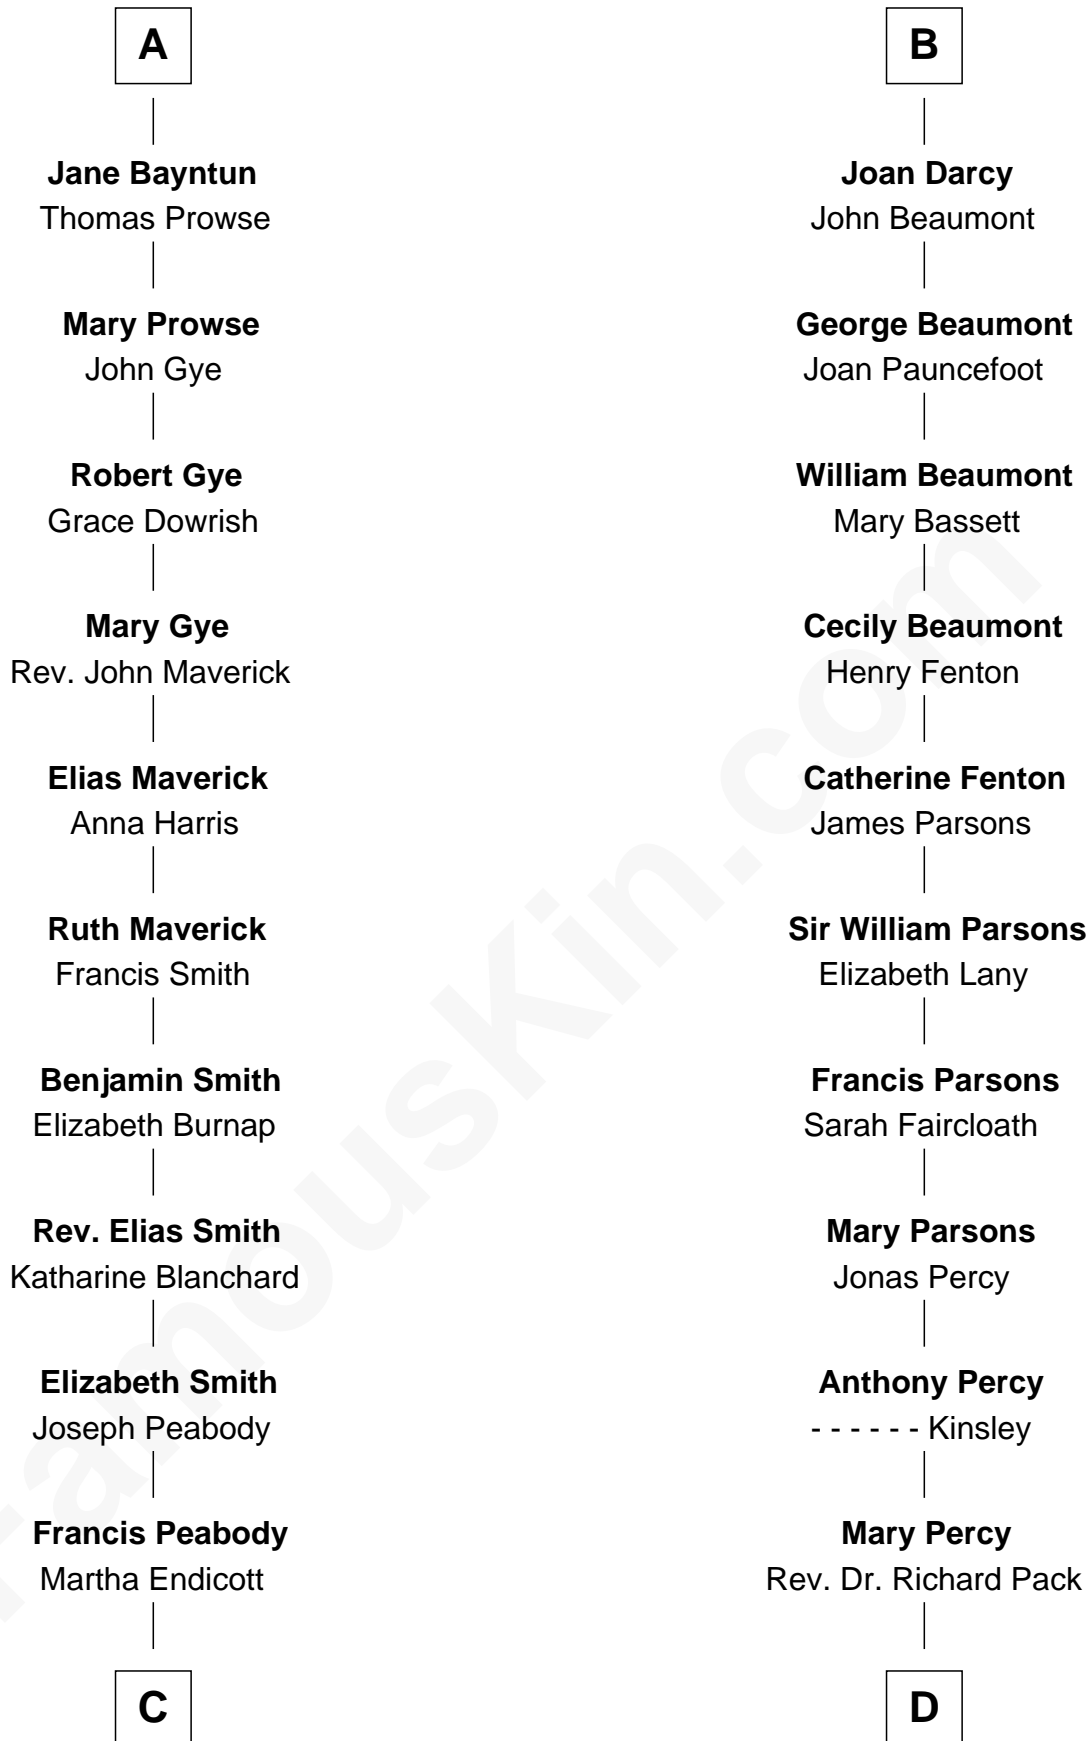 A
Jane Bayntun
Thomas Prowse
Mary Prowse
John Gye
Robert Gye
Grace Dowrish
Mary Gye
Rev. John Maverick
Elias Maverick
Anna Harris
Ruth Maverick
Francis Smith
Benjamin Smith
Elizabeth Burnap
Rev. Elias Smith
Katharine Blanchard
Elizabeth Smith
Joseph Peabody
Francis Peabody
Martha Endicott
C
B
Joan Darcy
John Beaumont
George Beaumont
Joan Pauncefoot
William Beaumont
Mary Bassett
Cecily Beaumont
Henry Fenton
Catherine Fenton
James Parsons
Sir William Parsons
Elizabeth Lany
Francis Parsons
Sarah Faircloath
Mary Parsons
Jonas Percy
Anthony Percy
- - - - - - Kinsley
Mary Percy
Rev. Dr. Richard Pack
D
FamousKin.com